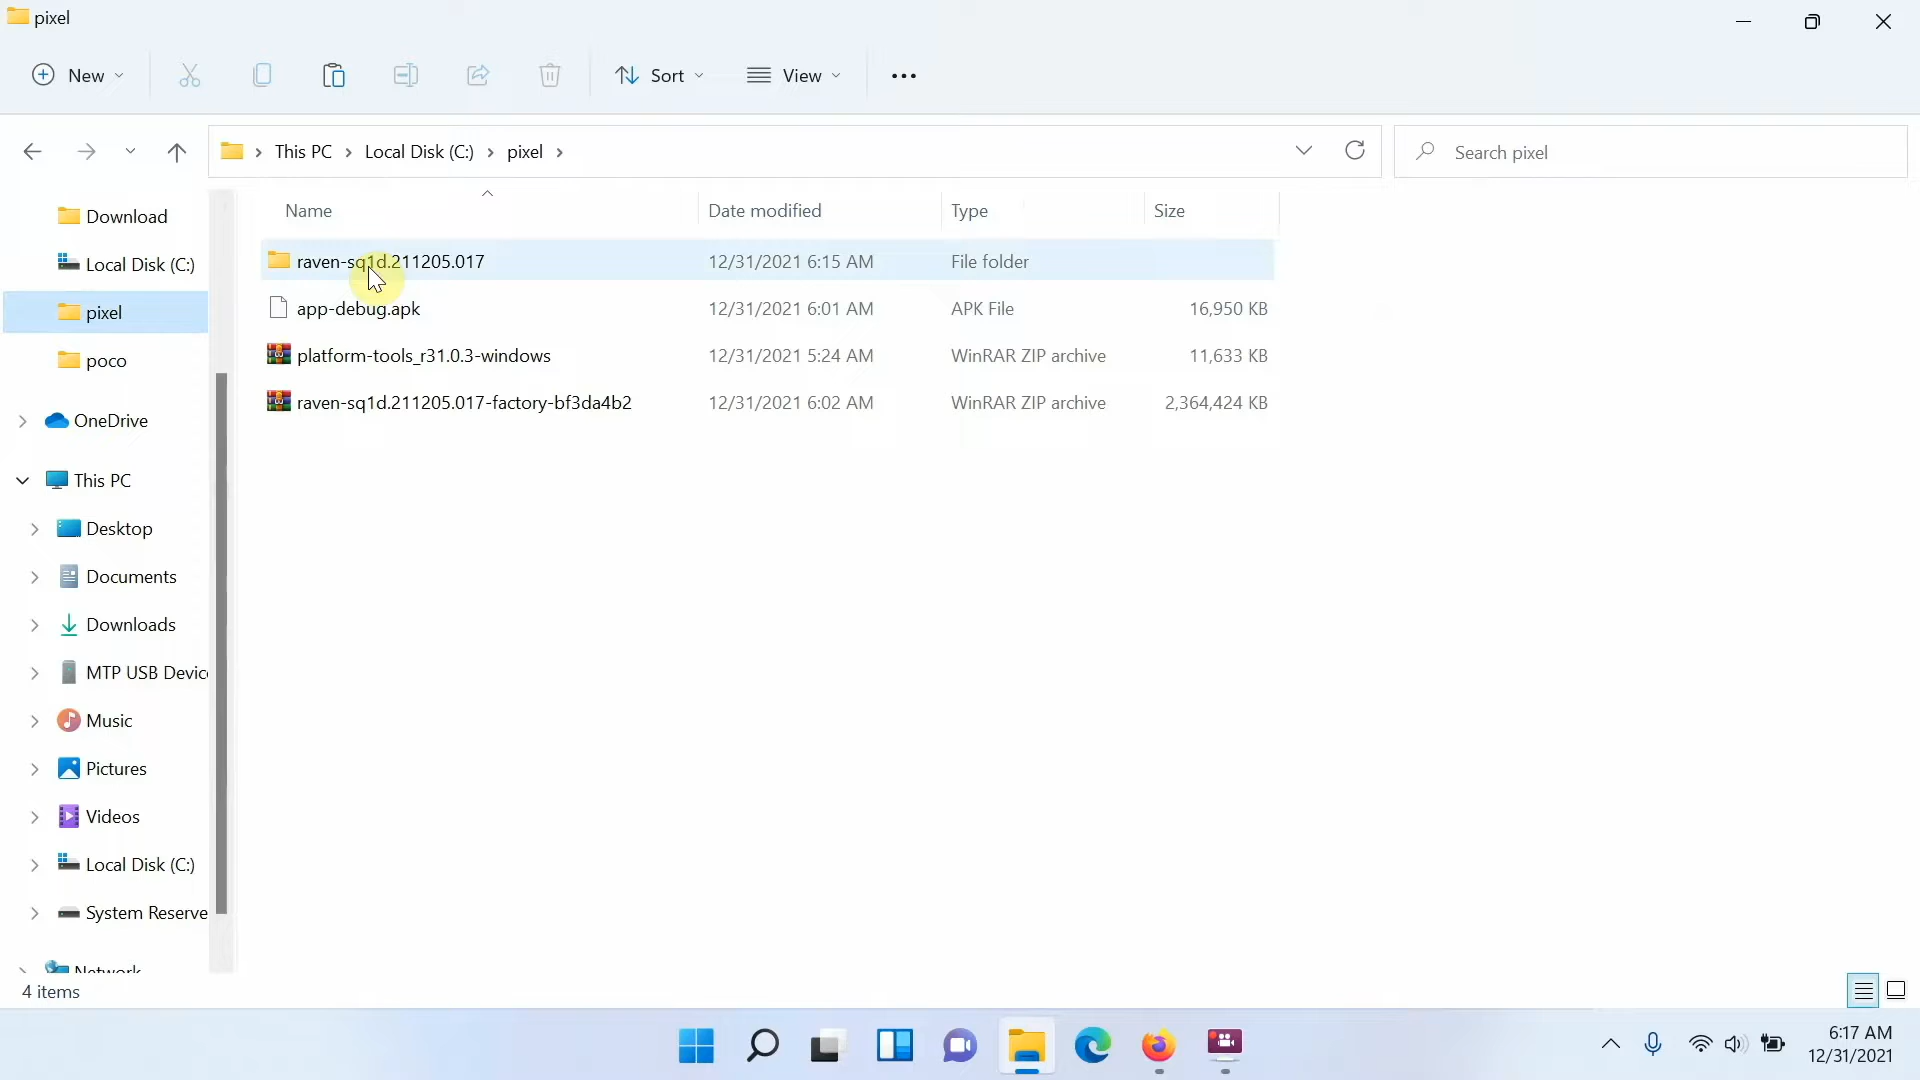 pixel
New
Sort
View
This PC
Local Disk (C:)
pixel
Search pixel
Name
Date modified
Type
Size
raven-sq1d.211205.017
12/31/2021 6:15 AM
File folder
app-debug.apk
12/31/2021 6:01 AM
APK File
16,950 KB
platform-tools_r31.0.3-windows
12/31/2021 5:24 AM
WinRAR ZIP archive
11,633 KB
raven-sq1d.211205.017-factory-bf3da4b2
12/31/2021 6:02 AM
WinRAR ZIP archive
2,364,424 KB
Download
Local Disk (C:)
pixel
poco
OneDrive
This PC
Desktop
Documents
Downloads
MTP USB Devic
Music
Pictures
Videos
Local Disk (C:)
System Reserve
Network
4 items
6:17 AM
12/31/2021